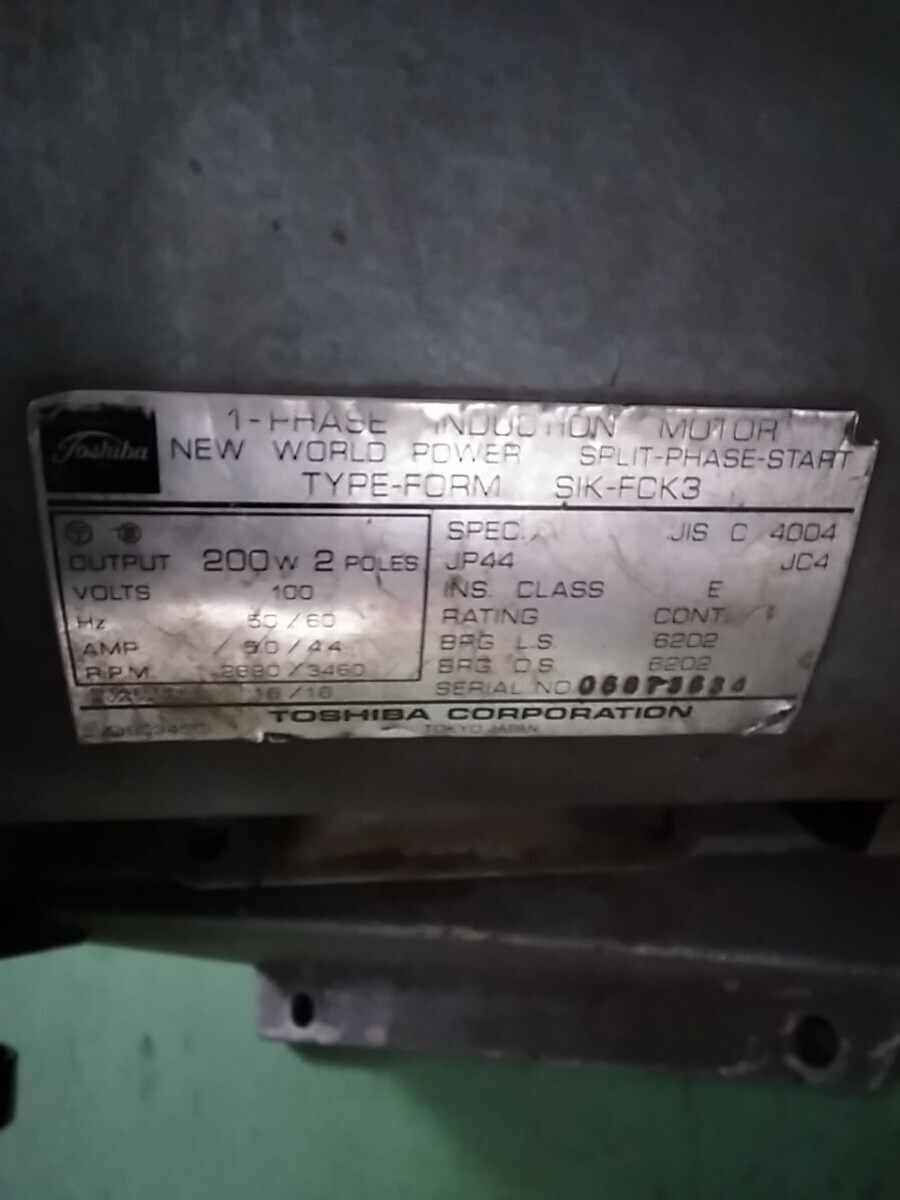 Toshiba
1-PHASE INDUCTION MOTOR
NEW WORLD POWER SPLIT-PHASE-START
TYPE-FORM SIK-FCK3
OUTPUT 200W 2 POLES
VOLTS 100
Hz 50/60
AMP /44
R.P.M. /3460
16/16
SPEC. JIS C 4004
JP44 JC4
INS. CLASS E
RATING CONT.
BRG L.S. 6202
BRG O.S. 6202
SERIAL NO.
TOSHIBA CORPORATION
TOKYO JAPAN